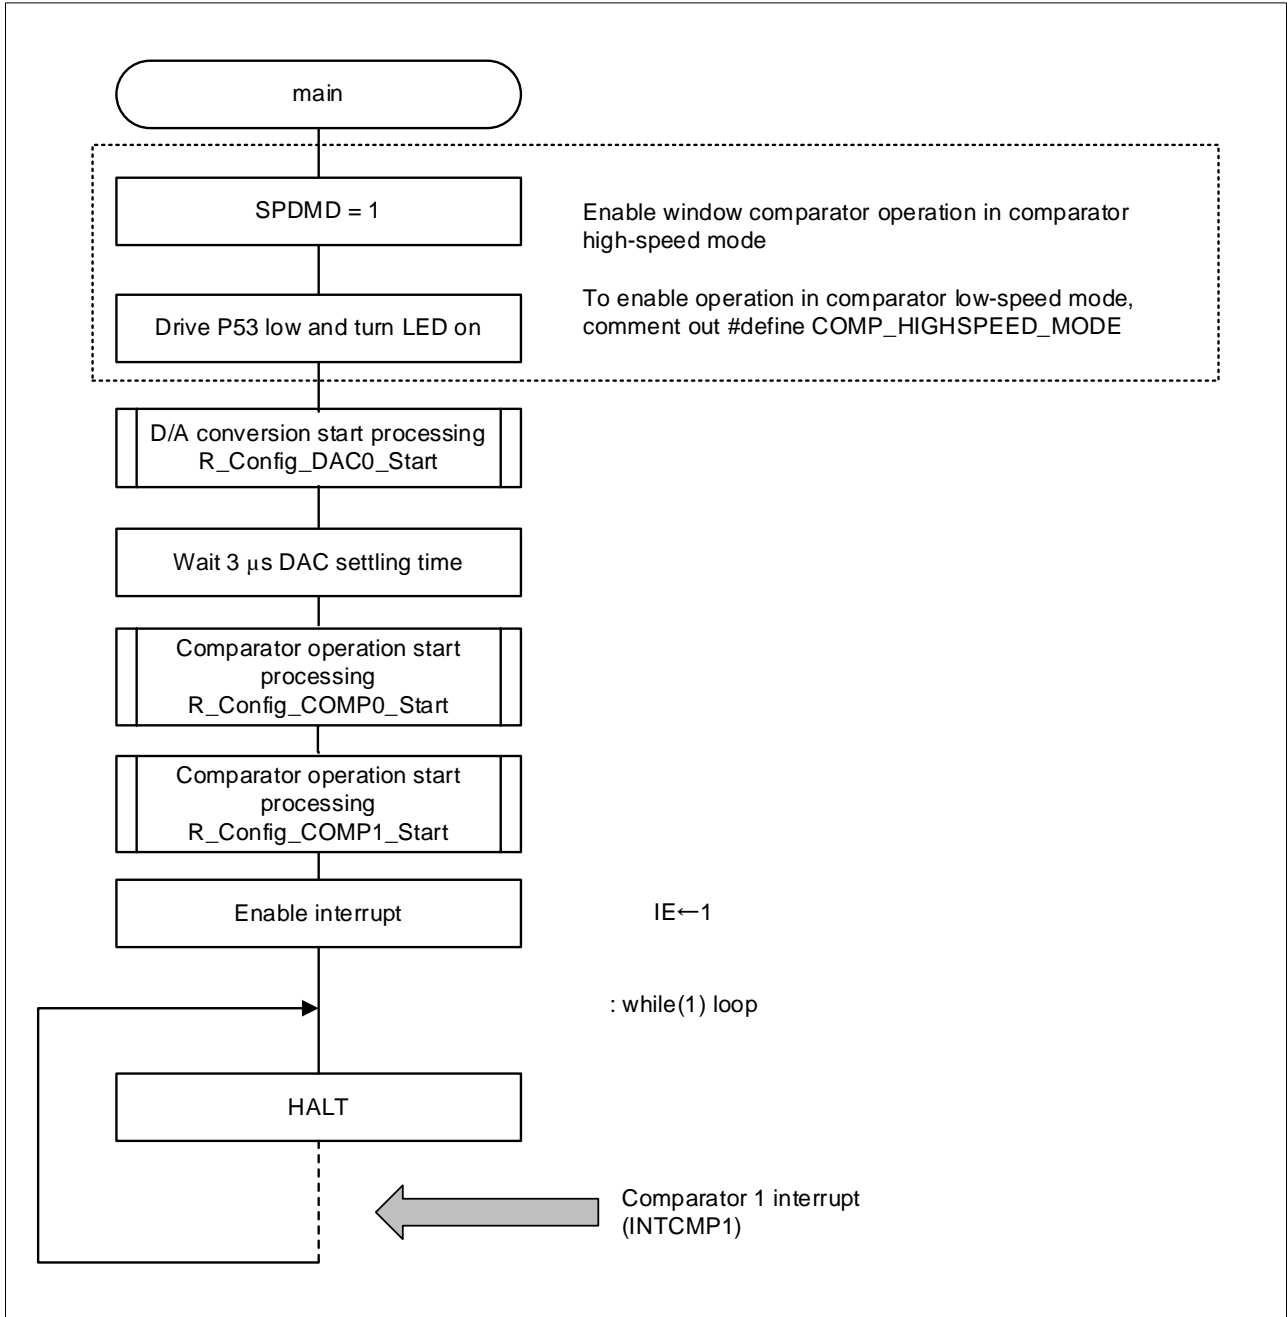 main
SPDMD = 1
Enable window comparator operation in comparator
high-speed mode
To enable operation in comparator low-speed mode,
comment out #define COMP_HIGHSPEED_MODE
Drive P53 low and turn LED on
D/A conversion start processing
R_Config_DAC0_Start
Wait 3 μs DAC settling time
Comparator operation start
processing
R_Config_COMP0_Start
Comparator operation start
processing
R_Config_COMP1_Start
Enable interrupt
IE←1
: while(1) loop
HALT
Comparator 1 interrupt
(INTCMP1)